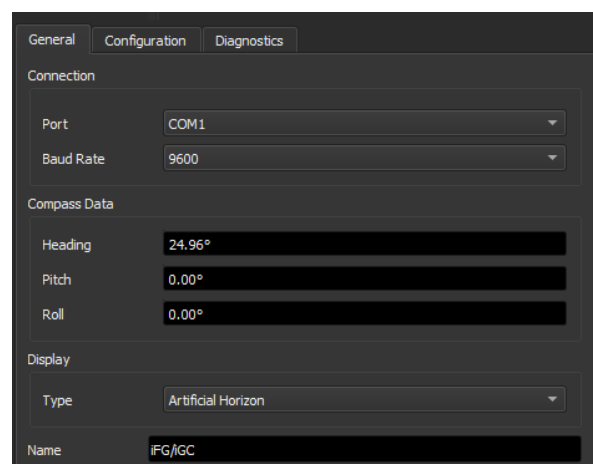 General Configuration Diagnostics
Connection
Port COM1
Baud Rate 9600
Compass Data
Heading 24.96°
Pitch 0.00°
Roll 0.00°
Display
Type Artificial Horizon
Name iFG/iGC